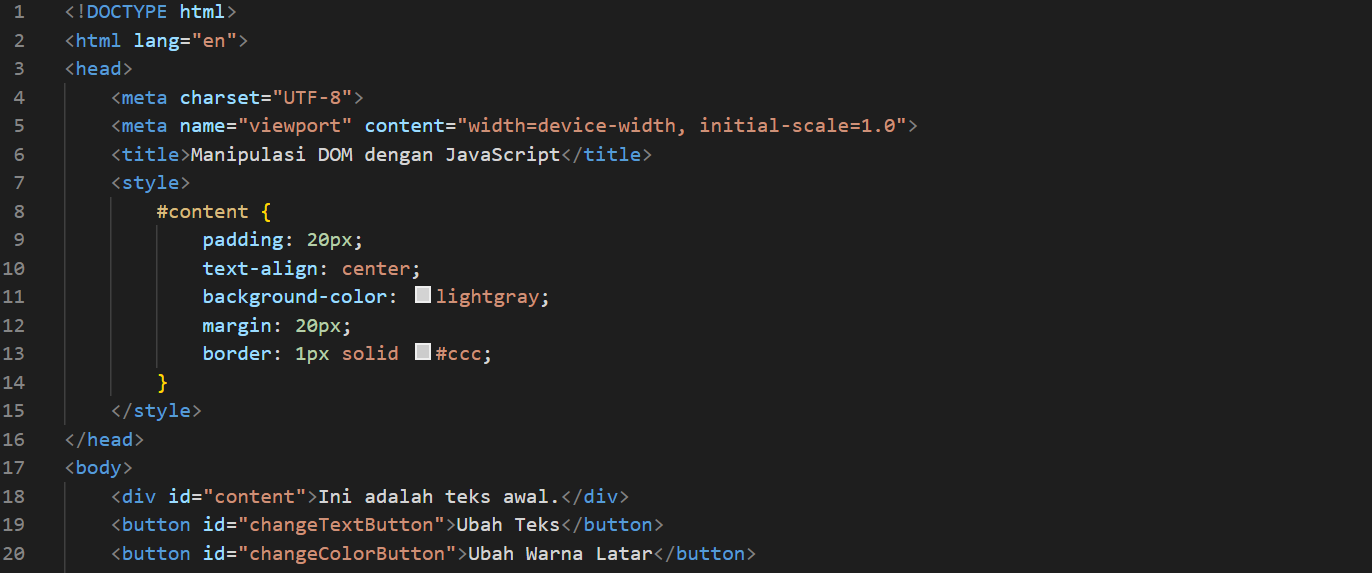 1 <!DOCTYPE html>
2 <html lang="en">
3 <head>
4     <meta charset="UTF-8">
5     <meta name="viewport" content="width=device-width, initial-scale=1.0">
6     <title>Manipulasi DOM dengan JavaScript</title>
7     <style>
8         #content {
9             padding: 20px;
10             text-align: center;
11             background-color: lightgray;
12             margin: 20px;
13             border: 1px solid #ccc;
14         }
15     </style>
16 </head>
17 <body>
18     <div id="content">Ini adalah teks awal.</div>
19     <button id="changeTextButton">Ubah Teks</button>
20     <button id="changeColorButton">Ubah Warna Latar</button>